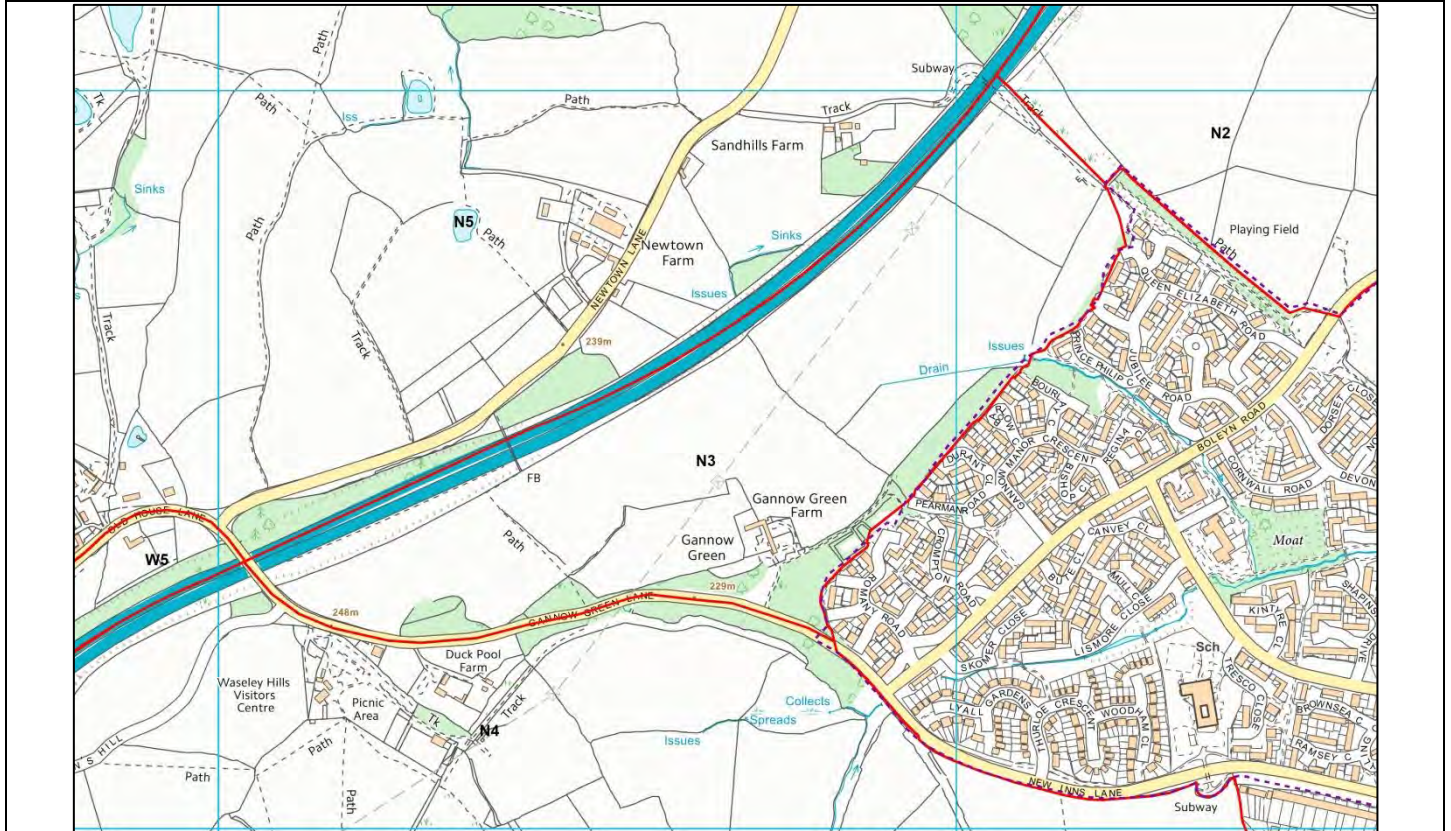 Path
Subway
Tk
Path
Path
Track
Track
N2
Iss
Sandhills Farm
Sinks
N5
Path
Playing Field
Path
Path
Newtown
Farm
NEWTOWN LANE
Sinks
Issues
QUEEN ELIZABETH ROAD
Track
Track
239m
Issues
PRINCE PHILIP C
JUBILEE
ROAD
Drain
CLOSE
DORSET
BOLEYN ROAD
MANOR CRESCENT
REGINA C
BISHOP
CORNWALL ROAD
DEVON
N3
FB
DURANT CL
GANNOW
Gannow Green
Farm
PEARMAN ROAD
CANVEY CL
OLD HOUSE LANE
Gannow
Green
Path
CROMPTON ROAD
Moat
W5
229m
BUTE CL
MULL CL
GANNOW GREEN LANE
ROMANY ROAD
LISMORE CLOSE
KINTYRE CL
DRIVE
248m
SKOMER CLOSE
Sch
Duck Pool
Farm
TRESCO CLOSE
Waseley Hills
Visitors
Centre
Picnic
Area
Tk
Track
Collects
LYALL GARDENS
CRESCENT
WOODHAM CL
BROWNSEA C
Spreads
N4
Issues
RAMSEY C
N'S HILL
Path
Path
Path
NEW INNS LANE
Subway